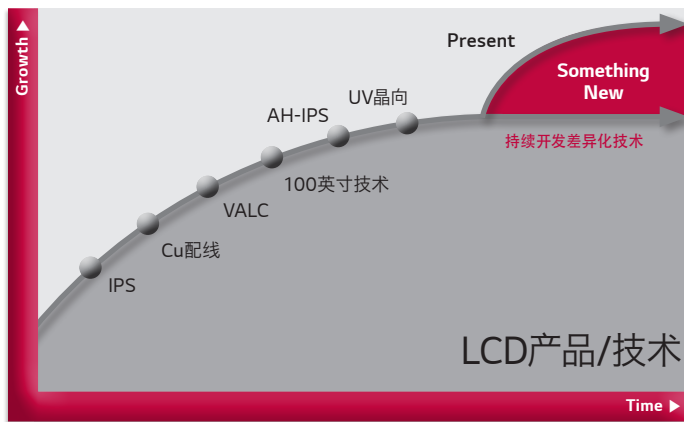 Growth ▶
Present
Something
New
UV晶向
AH-IPS
持续开发差异化技术
100英寸技术
VALC
Cu配线
IPS
LCD产品/技术
Time ▶